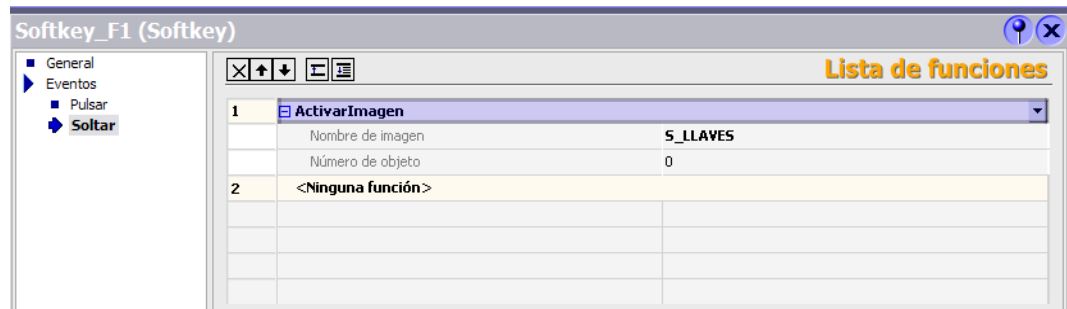 Softkey_F1 (Softkey)
General
Eventos
Pulsar
Soltar
Lista de funciones
1 ActivarImagen
Nombre de imagen S_LLAVES
Número de objeto 0
2 <Ninguna función>